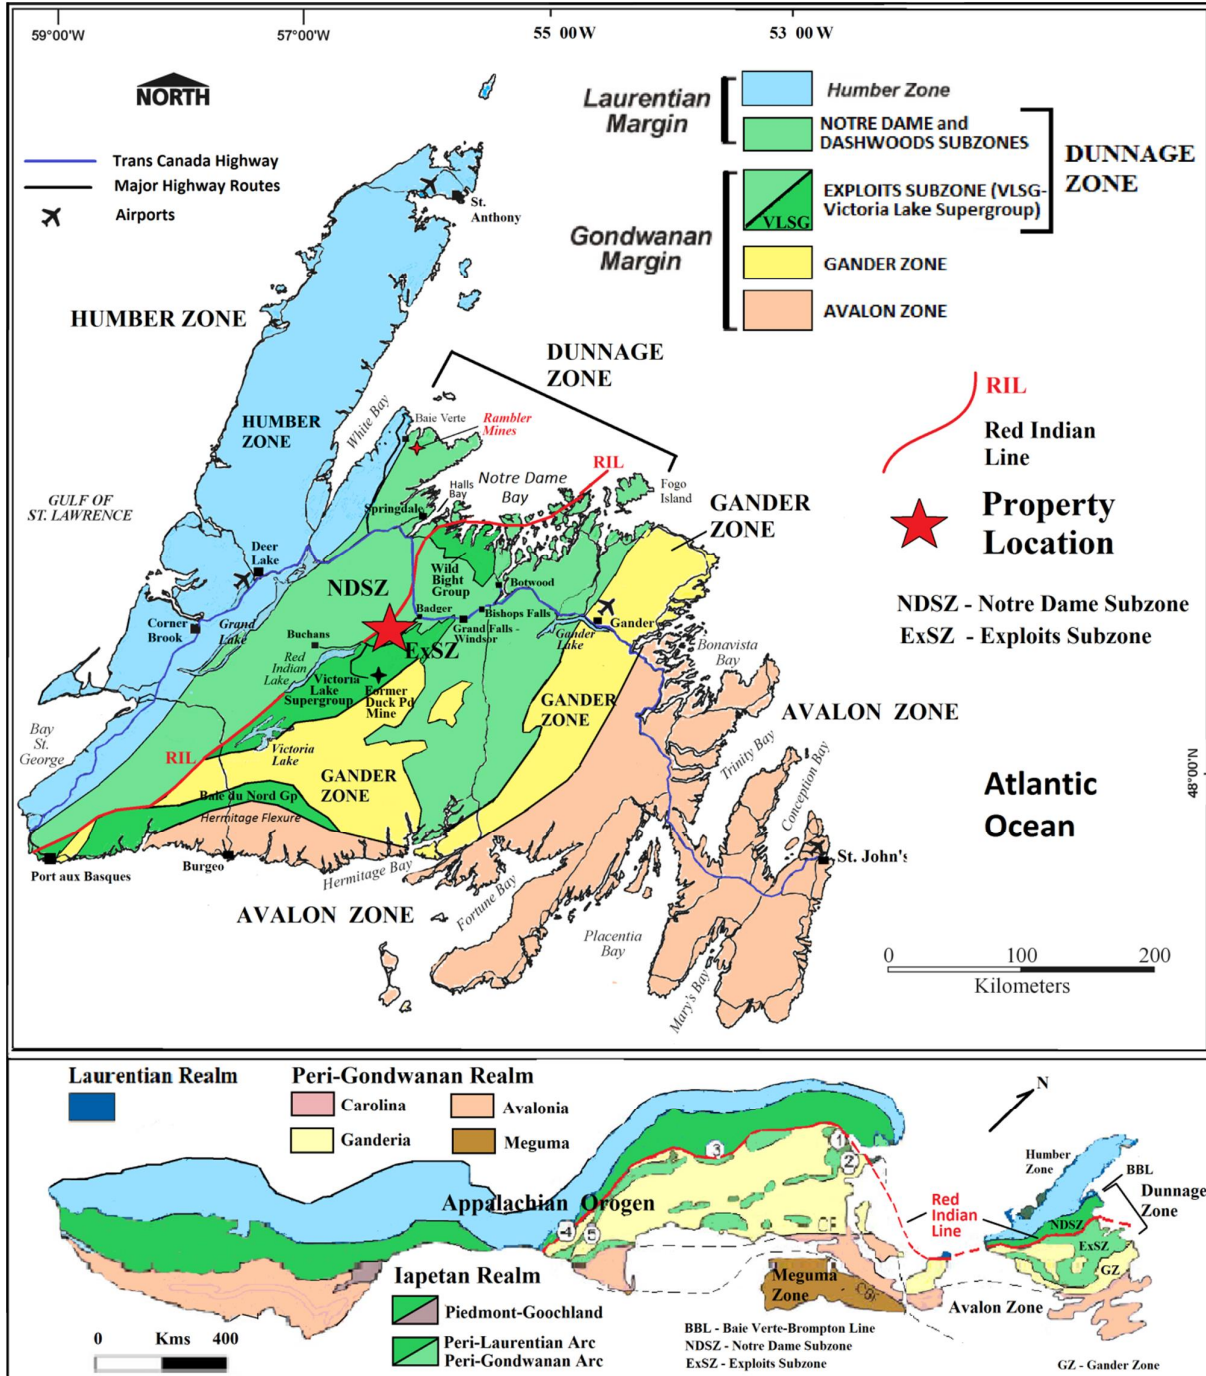 59°00'W
57°00'W
55 00'W
53 00'W
NORTH
Trans Canada Highway
Major Highway Routes
Airports
Laurentian
Margin
Humber Zone
NOTRE DAME and
DASHWOODS SUBZONES
DUNNAGE
ZONE
Gondwanan
Margin
VLSG
EXPLOITS SUBZONE (VLSG-
Victoria Lake Supergroup)
GANDER ZONE
AVALON ZONE
St.
Anthony
HUMBER ZONE
DUNNAGE
ZONE
RIL
Red Indian
Line
Property
Location
NDSZ - Notre Dame Subzone
ExSZ - Exploits Subzone
HUMBER
ZONE
White Bay
Baie Verte
Rambler
Mines
RIL
Halls
Bay
Notre Dame
Bay
Fogo
Island
GULF OF
ST. LAWRENCE
Springdale
GANDER
ZONE
Deer
Lake
Wild
Bight
Group
Botwood
NDSZ
Badger
Bishops Falls
Corner
Brook
Grand
Lake
Grand Falls -
Windsor
Gander
Lake
Gander
Buchans
ExSZ
Red
Indian
Lake
Bonavista
Bay
Victoria
Lake
Supergroup
Former
Duck Pd
Mine
GANDER
ZONE
AVALON ZONE
Bay
St.
George
RIL
Victoria
Lake
Trinity Bay
Conception Bay
48°00'N
GANDER
ZONE
Atlantic
Ocean
Baie du Nord Gp
Hermitage Flexure
St. John's
Port aux Basques
Burgeo
Hermitage Bay
AVALON ZONE
Fortune Bay
Placentia
Bay
Mary's Bay
0 100 200
Kilometers
Laurentian Realm
Peri-Gondwanan Realm
Carolina
Avalonia
Ganderia
Meguma
N
1
2
3
4
5
Humber
Zone
BBL
Dunnage
Zone
Appalachian Orogen
Red
Indian
Line
NDSZ
ExSZ
GZ
Iapetan Realm
Meguma
Zone
Avalon Zone
Piedmont-Goochland
Peri-Laurentian Arc
Peri-Gondwanan Arc
0 Kms 400
BBL - Baie Verte-Brompton Line
NDSZ - Notre Dame Subzone
ExSZ - Exploits Subzone
GZ - Gander Zone